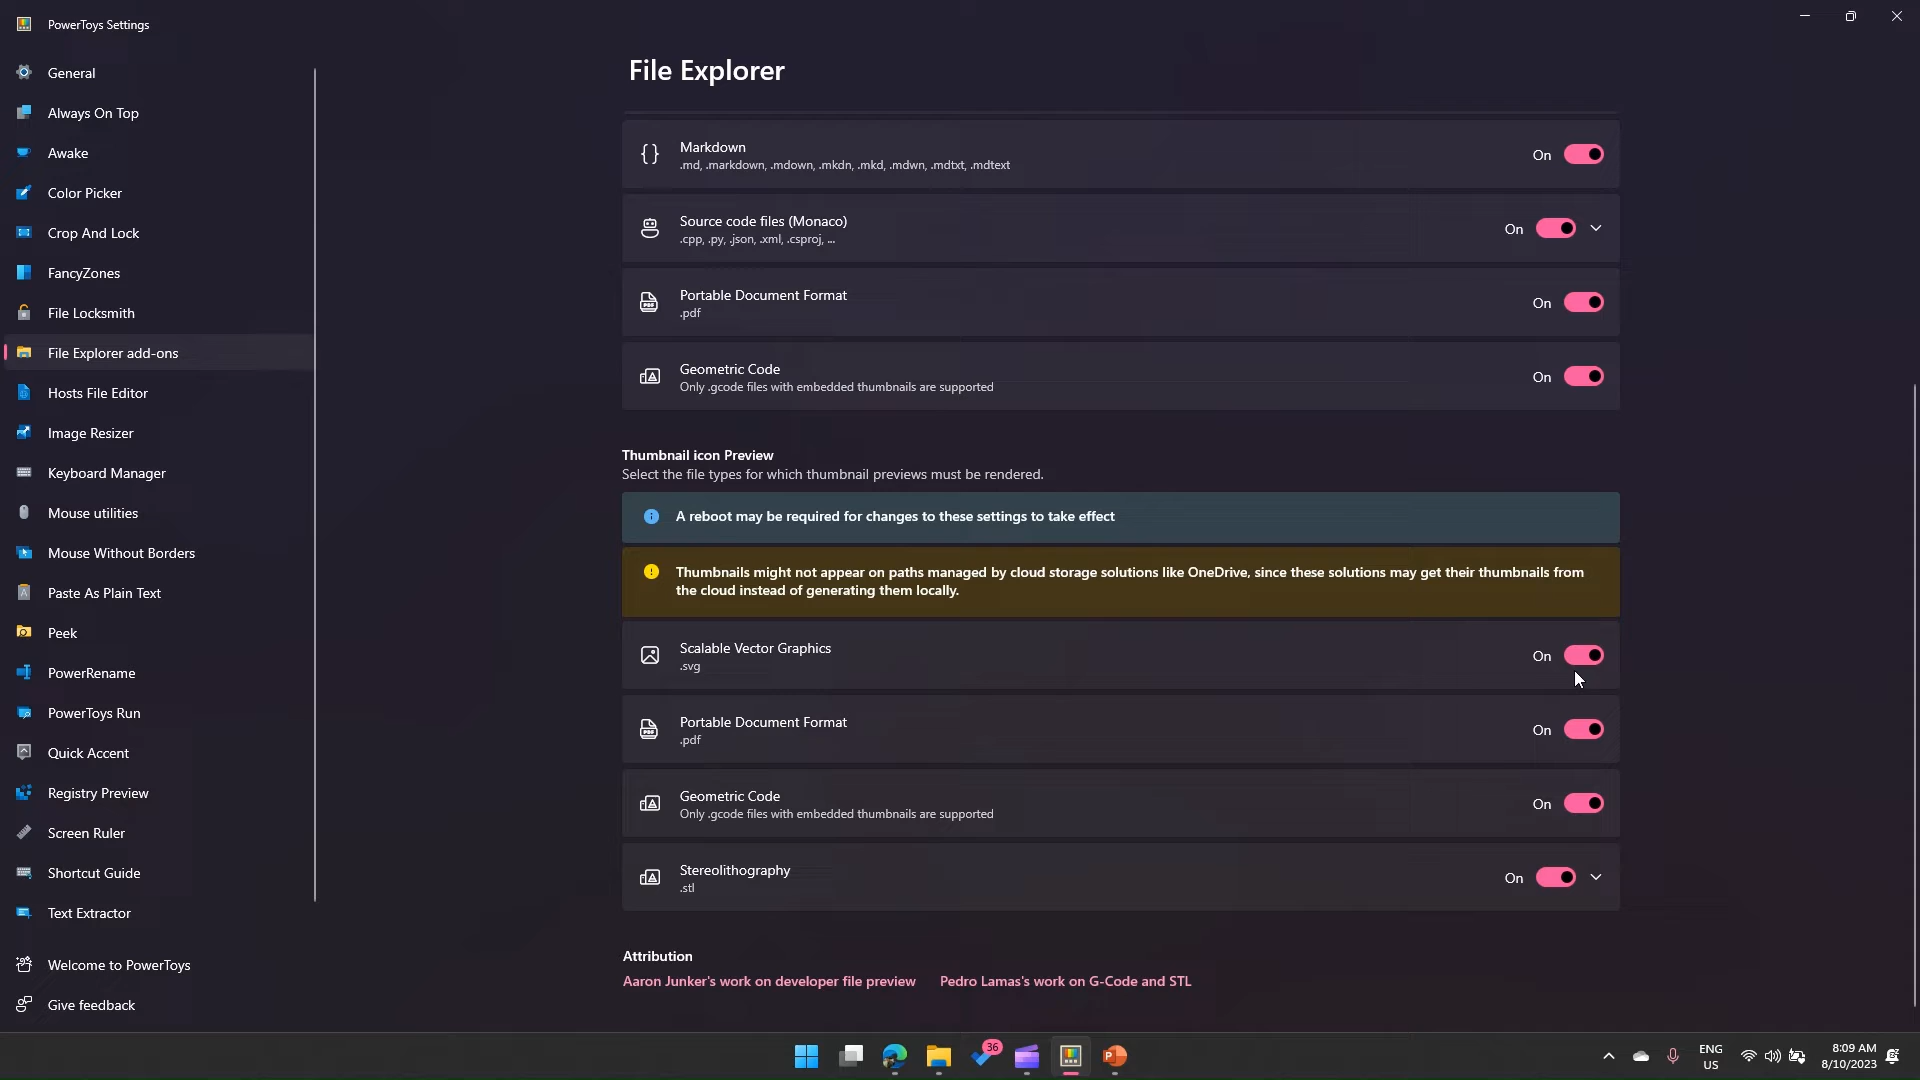 PowerToys Settings
General
Always On Top
Awake
Color Picker
Crop And Lock
FancyZones
File Locksmith
File Explorer add-ons
Hosts File Editor
Image Resizer
Keyboard Manager
Mouse utilities
Mouse Without Borders
Paste As Plain Text
Peek
PowerRename
PowerToys Run
Quick Accent
Registry Preview
Screen Ruler
Shortcut Guide
Text Extractor
Welcome to PowerToys
Give feedback
File Explorer
Markdown
.md, .markdown, .mdown, .mkdn, .mkd, .mdwn, .mdtxt, .mdtext
On
Source code files (Monaco)
.cpp, .py, .json, .xml, .csproj, ...
On
Portable Document Format
.pdf
On
Geometric Code
Only .gcode files with embedded thumbnails are supported
On
Thumbnail icon Preview
Select the file types for which thumbnail previews must be rendered.
A reboot may be required for changes to these settings to take effect
Thumbnails might not appear on paths managed by cloud storage solutions like OneDrive, since these solutions may get their thumbnails from
the cloud instead of generating them locally.
Scalable Vector Graphics
.svg
On
Portable Document Format
.pdf
On
Geometric Code
Only .gcode files with embedded thumbnails are supported
On
Stereolithography
.stl
On
Attribution
Aaron Junker's work on developer file preview Pedro Lamas's work on G-Code and STL
36
ENG
US
8:09 AM
8/10/2023